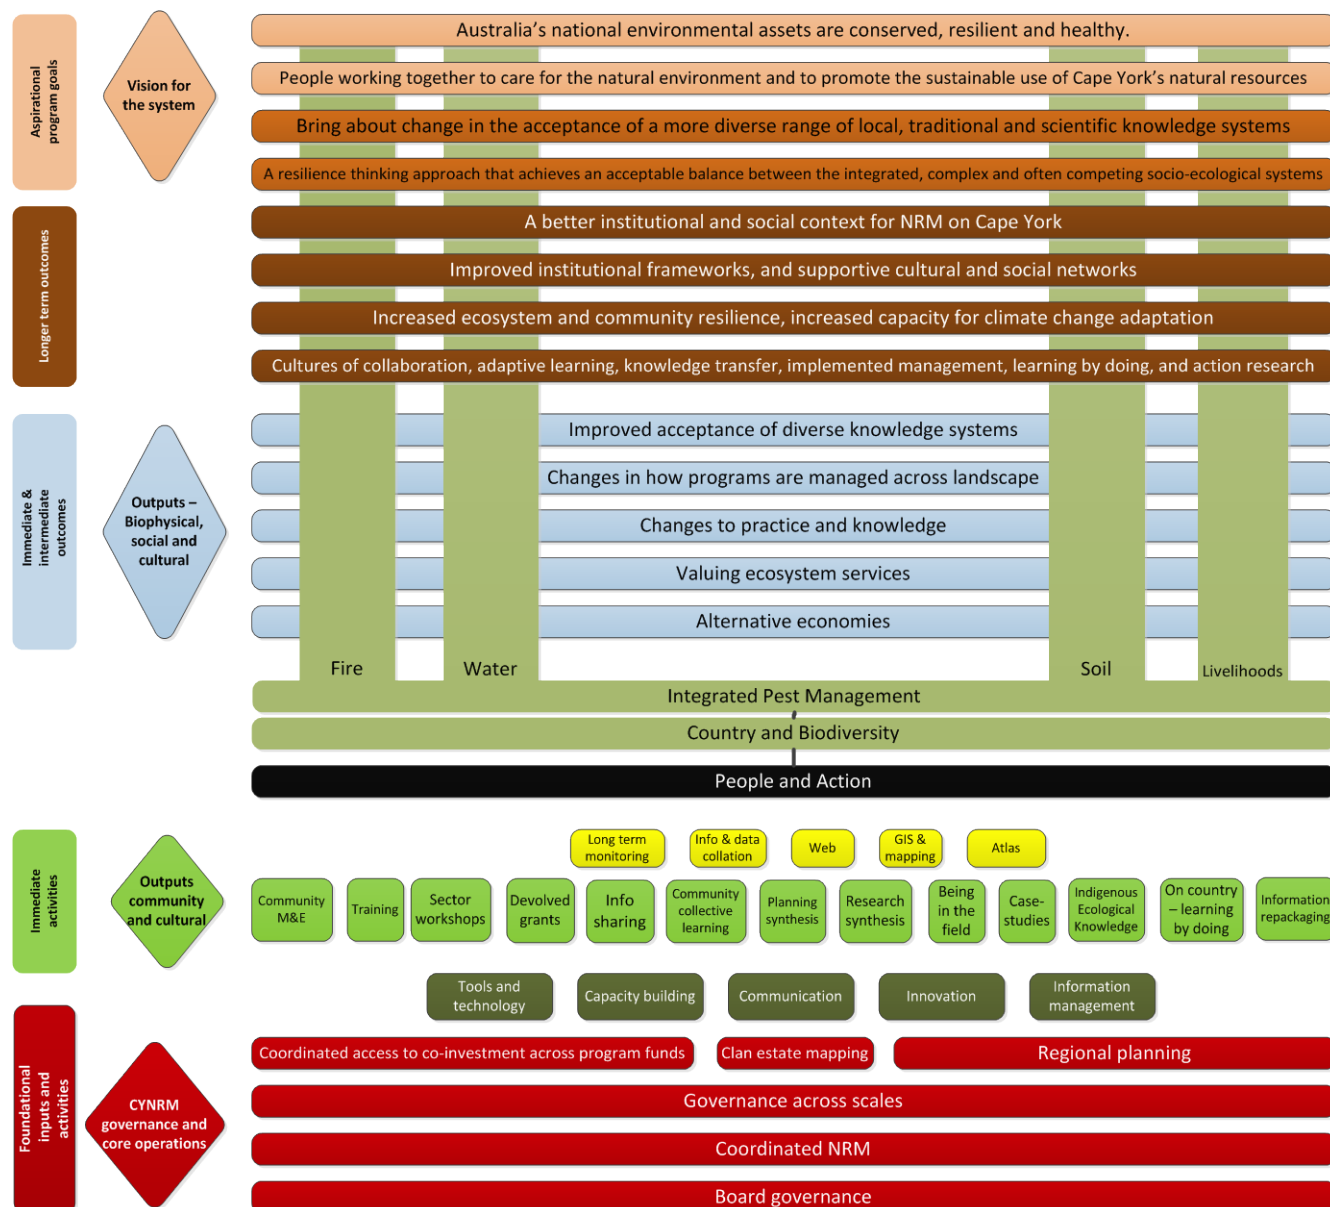 Aspirational
program goals
Vision for
the system
Australia’s national environmental assets are conserved, resilient and healthy.
People working together to care for the natural environment and to promote the sustainable use of Cape York’s natural resources
Bring about change in the acceptance of a more diverse range of local, traditional and scientific knowledge systems
A resilience thinking approach that achieves an acceptable balance between the integrated, complex and often competing socio-ecological systems
Longer term outcomes
A better institutional and social context for NRM on Cape York
Improved institutional frameworks, and supportive cultural and social networks
Increased ecosystem and community resilience, increased capacity for climate change adaptation
Cultures of collaboration, adaptive learning, knowledge transfer, implemented management, learning by doing, and action research
Immediate &
intermediate
outcomes
Outputs –
Biophysical,
social and
cultural
Improved acceptance of diverse knowledge systems
Changes in how programs are managed across landscape
Changes to practice and knowledge
Valuing ecosystem services
Alternative economies
Fire
Water
Soil
Livelihoods
Integrated Pest Management
Country and Biodiversity
People and Action
Immediate
activities
Outputs
community
and cultural
Long term
monitoring
Info & data
collation
Web
GIS &
mapping
Atlas
Community
M&E
Training
Sector
workshops
Devolved
grants
Info
sharing
Community
collective
learning
Planning
synthesis
Research
synthesis
Being
in the
field
Case-
studies
Indigenous
Ecological
Knowledge
On country
– learning
by doing
Information
repackaging
Tools and
technology
Capacity building
Communication
Innovation
Information
management
Foundational
inputs and
activities
CYNRM
governance and
core operations
Coordinated access to co-investment across program funds
Clan estate mapping
Regional planning
Governance across scales
Coordinated NRM
Board governance